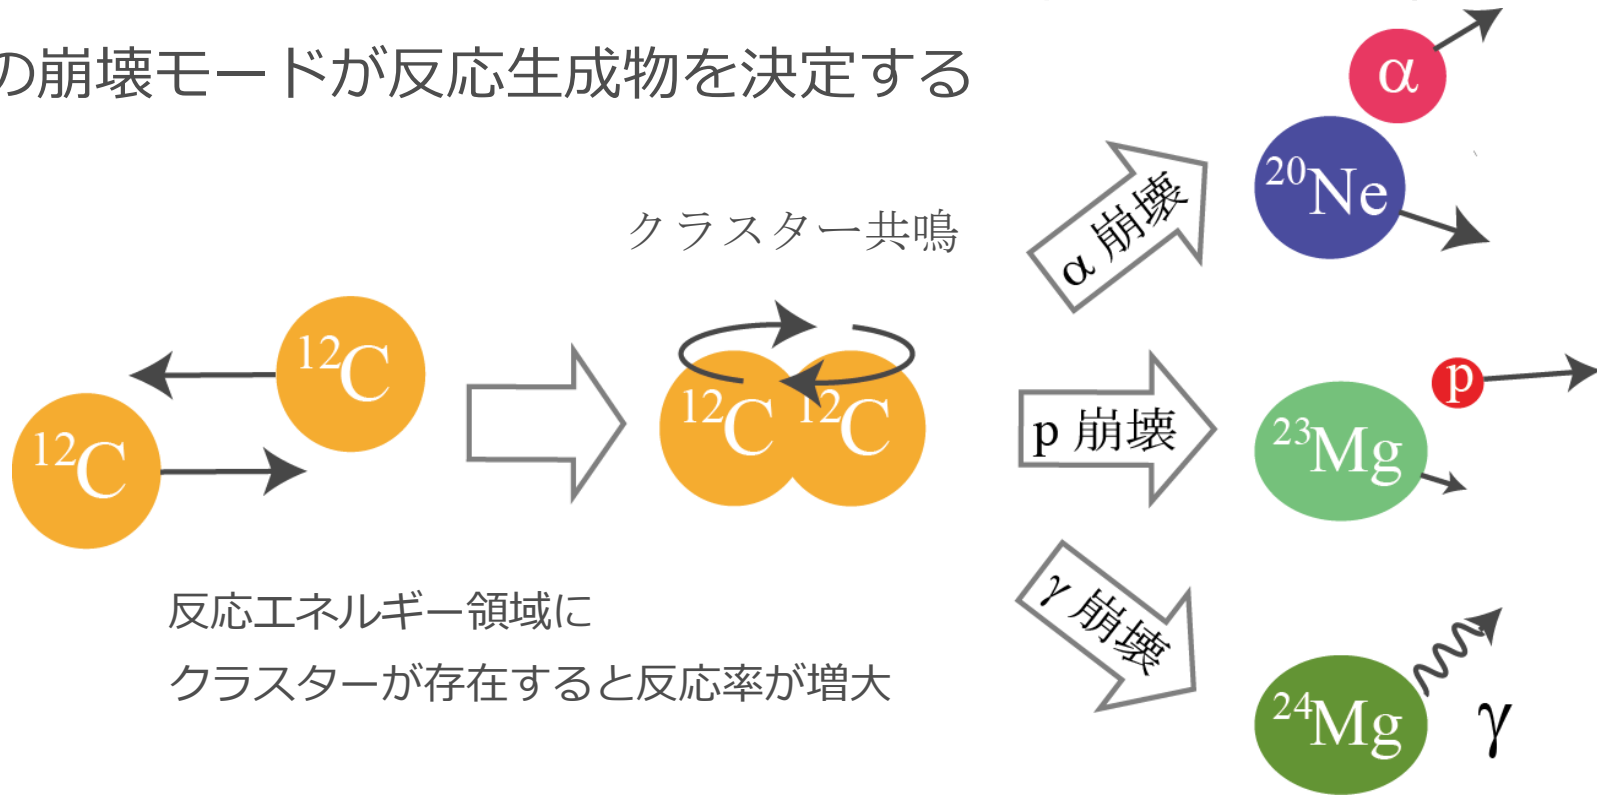 の崩壊モードが反応生成物を決定する
クラスター共鳴
¹²C
¹²C
¹²C
¹²C
α 崩壊
p 崩壊
γ 崩壊
α
²⁰Ne
p
²³Mg
²⁴Mg
γ
反応エネルギー領域に
クラスターが存在すると反応率が増大